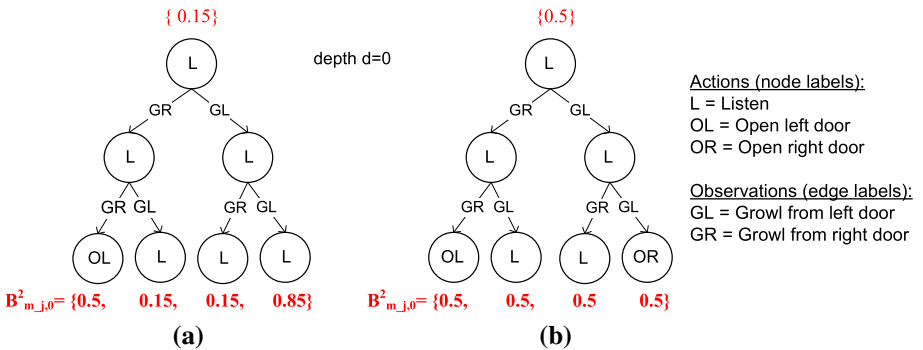 { 0.15}
{0.5}
depth d=0
L
L
GR
GL
GR
GL
L
L
L
L
GR
GL
GR
GL
GR
GL
GR
GL
OL
L
L
L
OL
L
L
OR
B²m_j,0= {0.5, 0.15, 0.15, 0.85}
B²m_j,0= {0.5, 0.5, 0.5 0.5}
(a)
(b)
Actions (node labels):
L = Listen
OL = Open left door
OR = Open right door
Observations (edge labels):
GL = Growl from left door
GR = Growl from right door